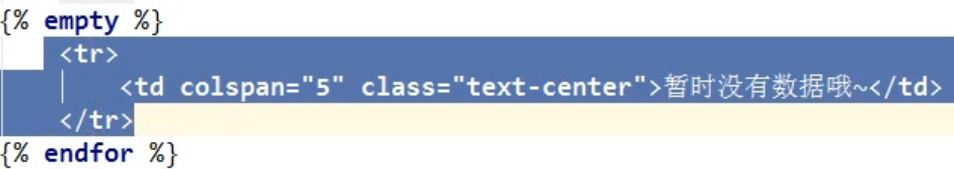 {% empty %}
<tr>
<td colspan="5" class="text-center">暂时没有数据哦~</td>
</tr>
{% endfor %}